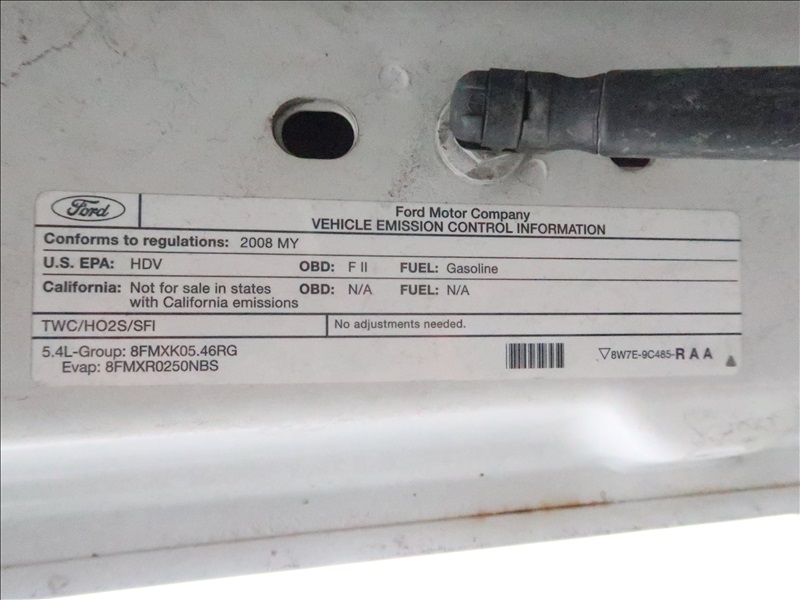 Ford
Ford Motor Company
VEHICLE EMISSION CONTROL INFORMATION
Conforms to regulations: 2008 MY
U.S. EPA: HDV OBD: F II FUEL: Gasoline
California: Not for sale in states with California emissions OBD: N/A FUEL: N/A
TWC/HO2S/SFI No adjustments needed.
5.4L-Group: 8FMXK05.46RG
Evap: 8FMXR0250NBS
▽8W7E-9C485-R A A